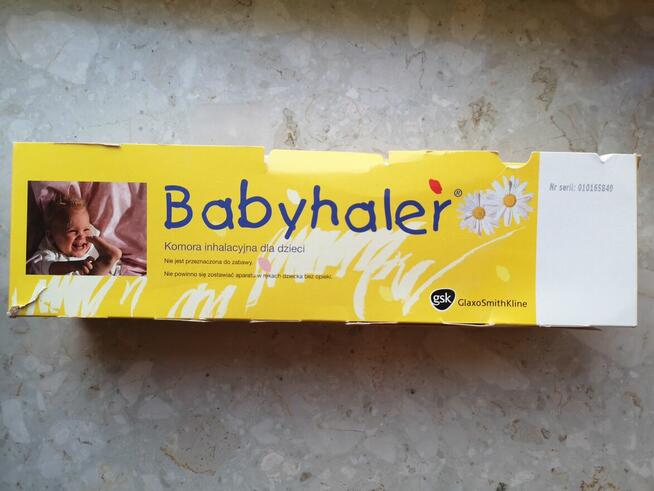 Babyhaler®
Komora inhalacyjna dla dzieci
Nie jest przeznaczona do zabawy.
Nie powinno się zostawiać aparatu w rękach dziecka bez opieki.
gsk GlaxoSmithKline
Nr serii: 010165840